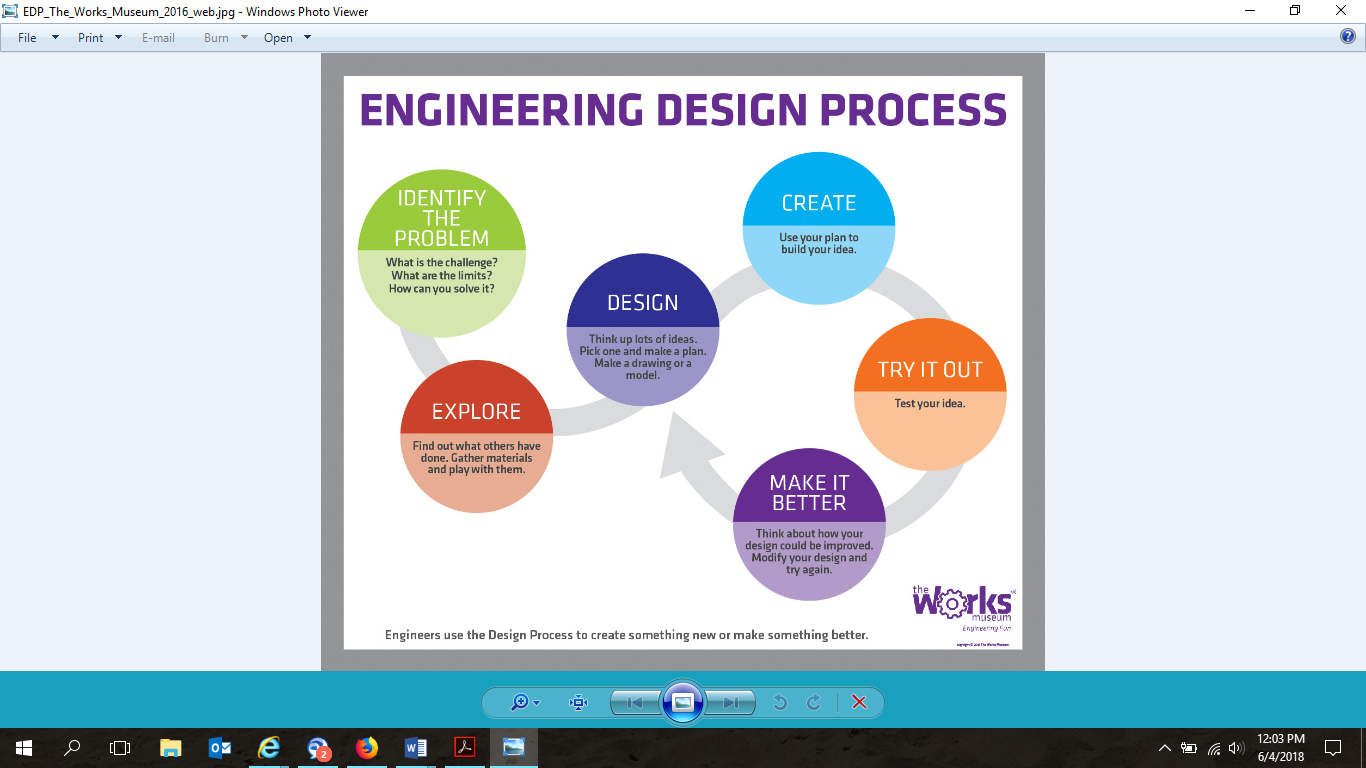 EDP_The_Works_Museum_2016_web.jpg - Windows Photo Viewer
File Print E-mail Burn Open
ENGINEERING DESIGN PROCESS
IDENTIFY
THE
PROBLEM
What is the challenge?
What are the limits?
How can you solve it?
EXPLORE
Find out what others have
done. Gather materials
and play with them.
DESIGN
Think up lots of ideas.
Pick one and make a plan.
Make a drawing or a
model.
CREATE
Use your plan to
build your idea.
TRY IT OUT
Test your idea.
MAKE IT
BETTER
Think about how your
design could be improved.
Modify your design and
try again.
the
Works
museum
Engineering Fun
Engineers use the Design Process to create something new or make something better.
2
12:03 PM
6/4/2018